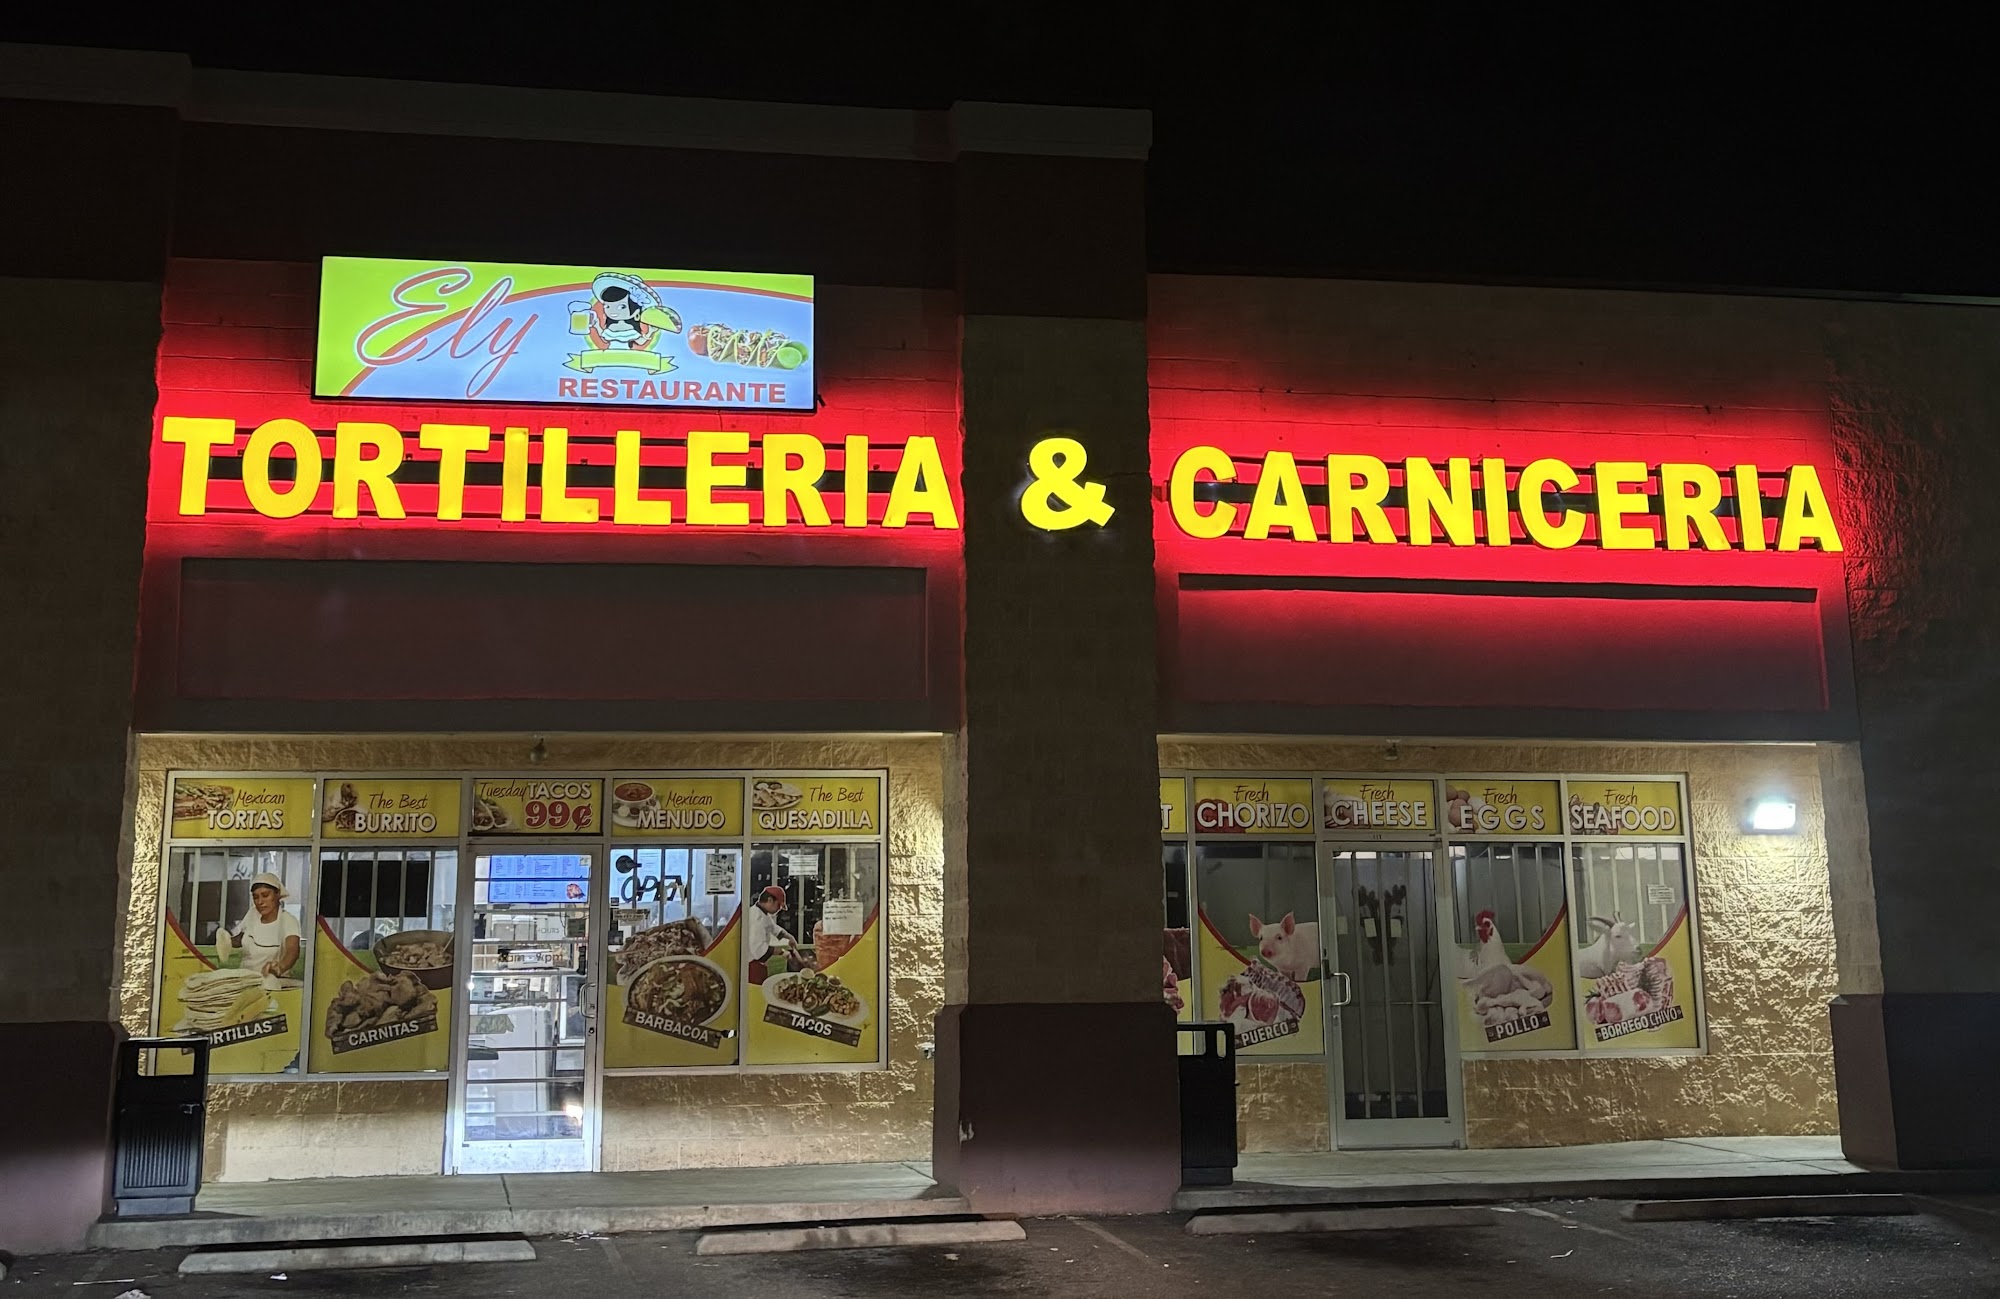 Ely
RESTAURANTE
TORTILLERIA & CARNICERIA
Mexican
TORTAS
The Best
BURRITO
Tuesday TACOS
99¢
Mexican
MENUDO
The Best
QUESADILLA
Fresh
CHORIZO
Fresh
CHEESE
Fresh
EGGS
Fresh
SEAFOOD
OPEN
HOURS
CARNITAS
BARBACOA
TACOS
PUERCO
POLLO
BORREGO CHIVO